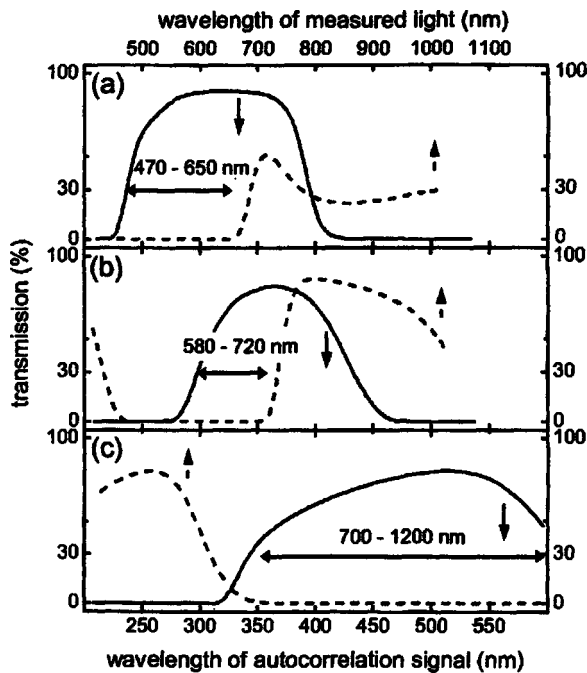 wavelength of measured light (nm)
500 600 700 800 900 1000 1100
100 (a) 100
470 - 650 nm
30 30
0 0
100 (b) 100
580 - 720 nm
30 30
0 0
100 (c) 100
700 - 1200 nm
30 30
0 0
250 300 350 400 450 500 550
wavelength of autocorrelation signal (nm)
transmission (%)